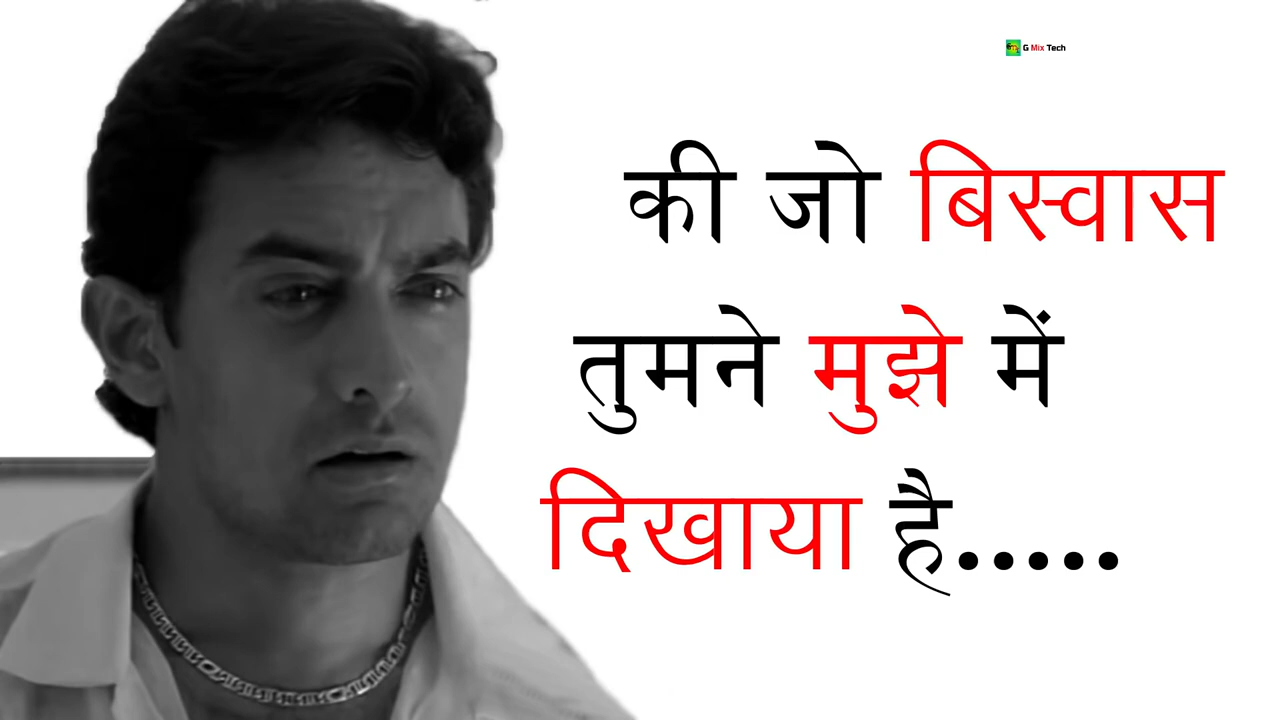 G Mix Tech
की जो बिस्वास
तुमने मुझे में
दिखाया है.....